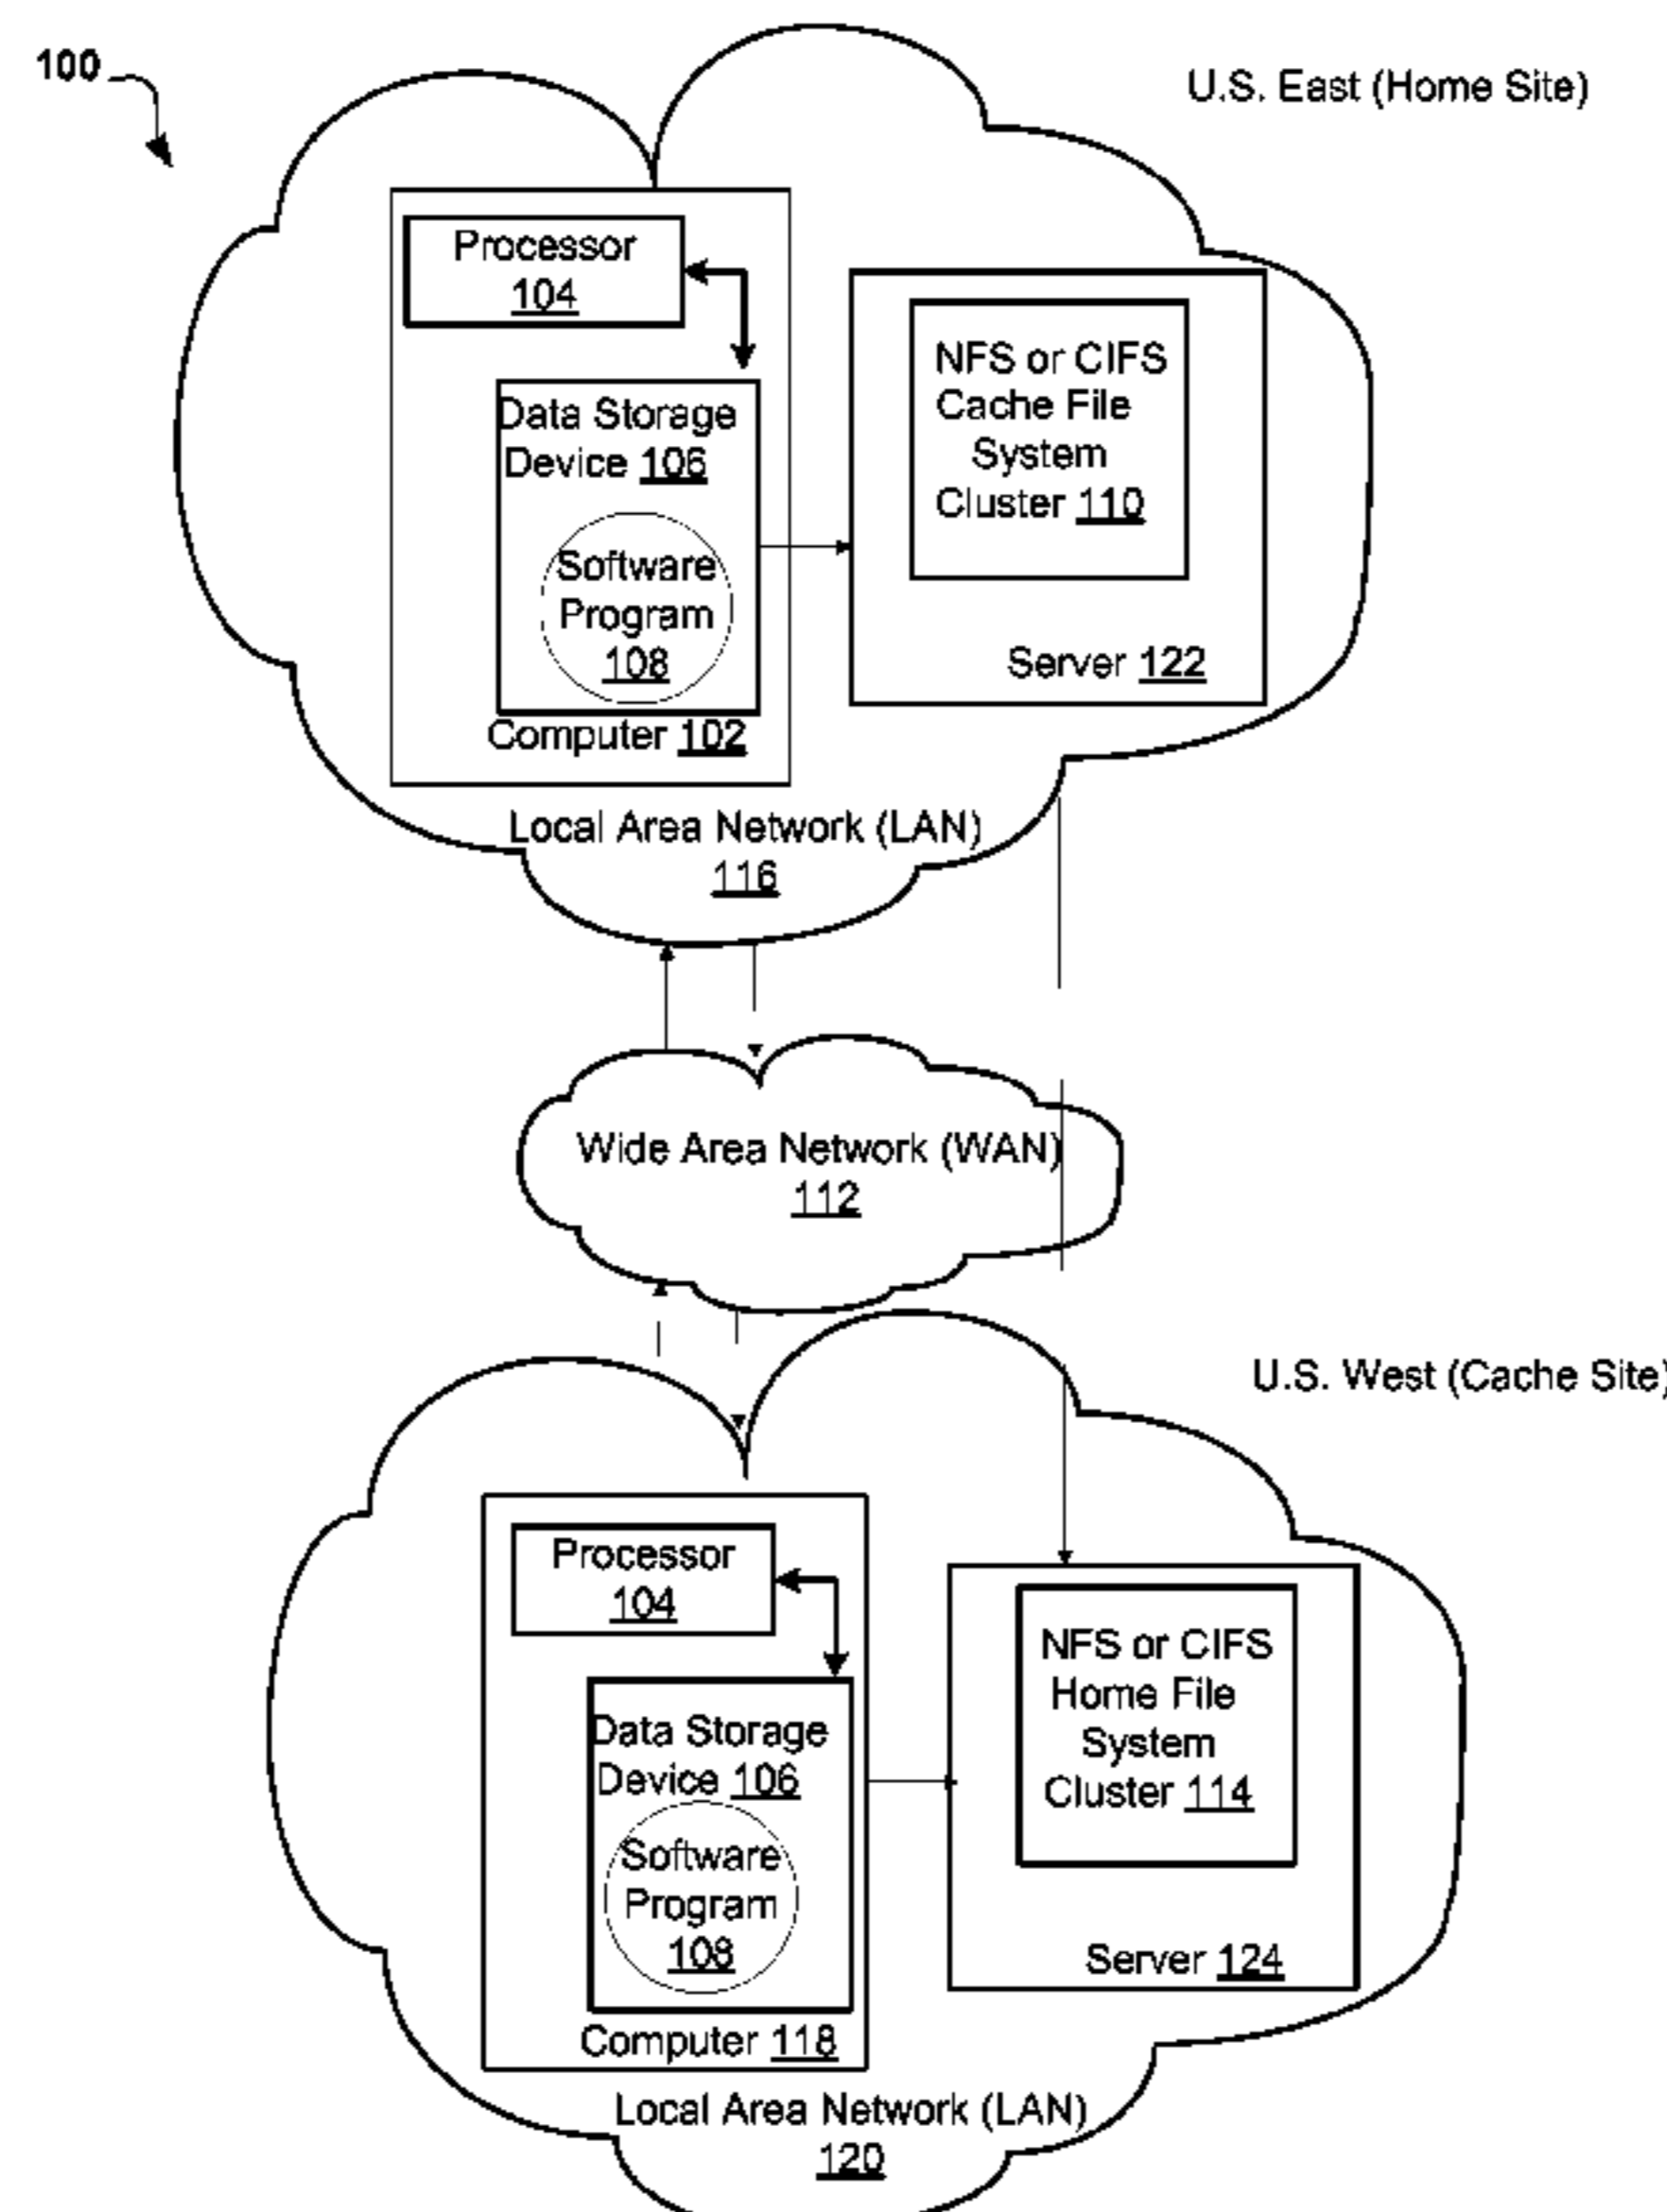 100
U.S. East (Home Site)
Processor
104
Data Storage
Device 106
Software
Program
108
Computer 102
NFS or CIFS
Cache File
System
Cluster 110
Server 122
Local Area Network (LAN)
116
Wide Area Network (WAN)
112
U.S. West (Cache Site)
Processor
104
Data Storage
Device 106
Software
Program
108
Computer 118
NFS or CIFS
Home File
System
Cluster 114
Server 124
Local Area Network (LAN)
120